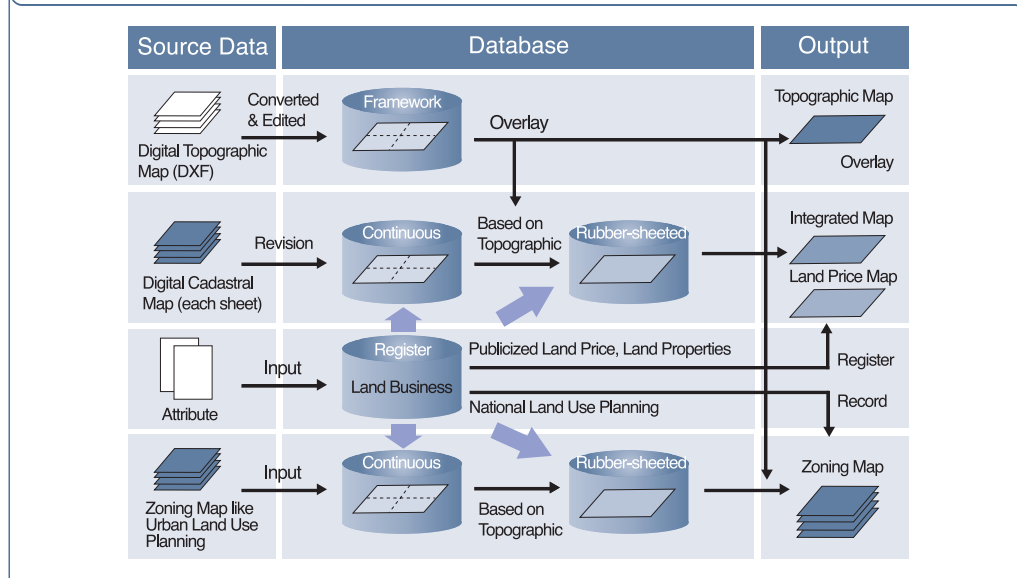 Source Data
Database
Output
Converted
& Edited
Framework
Overlay
Topographic Map
Overlay
Digital Topographic
Map (DXF)
Revision
Continuous
Based on
Topographic
Rubber-sheeted
Integrated Map
Land Price Map
Digital Cadastral
Map (each sheet)
Input
Register
Land Business
Publicized Land Price, Land Properties
National Land Use Planning
Register
Record
Attribute
Input
Continuous
Based on
Topographic
Rubber-sheeted
Zoning Map
Zoning Map like
Urban Land Use
Planning